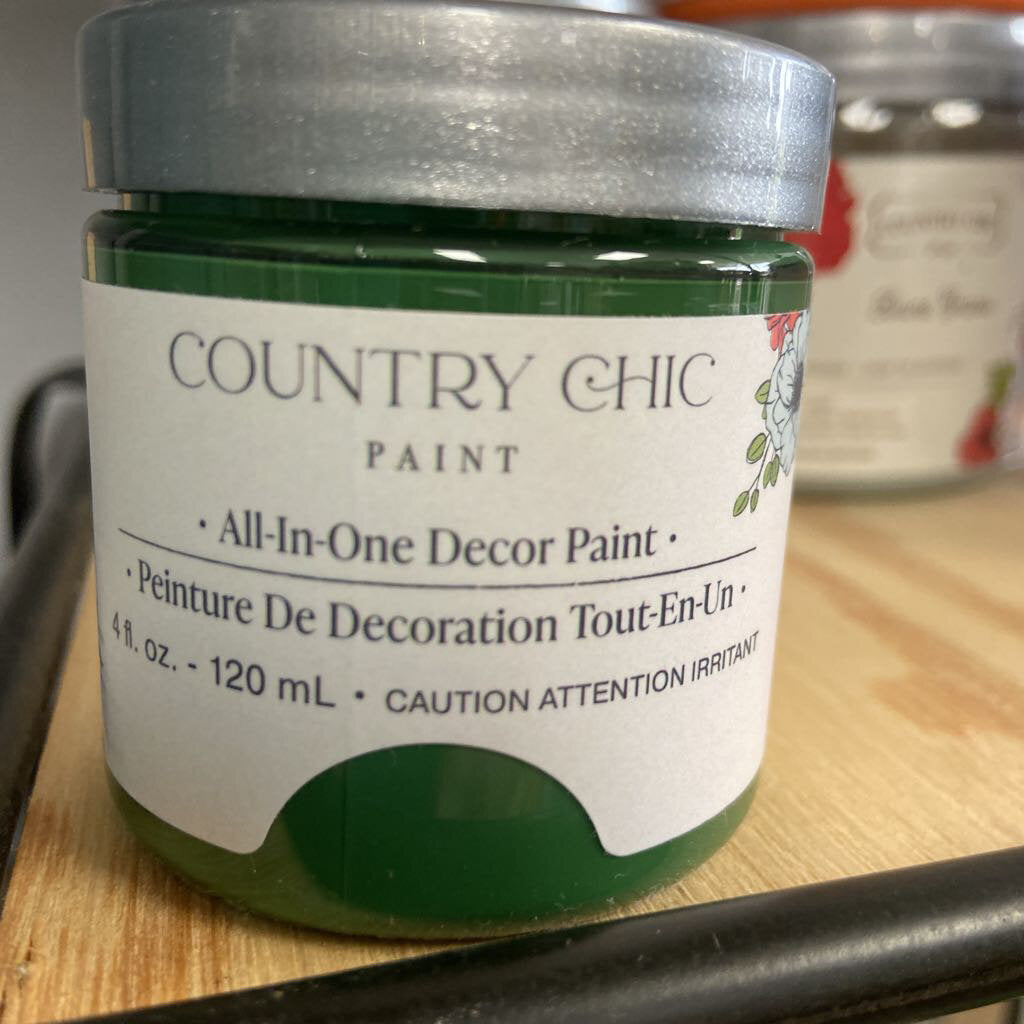 COUNTRY CHIC
PAINT
· All-In-One Decor Paint ·
· Peinture De Decoration Tout-En-Un ·
4 fl. oz. - 120 mL • CAUTION ATTENTION IRRITANT